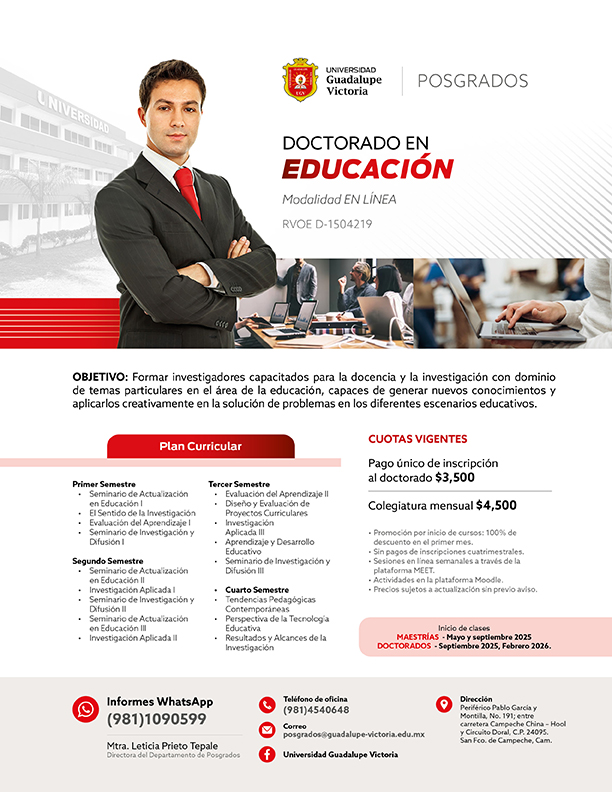 UNIVERSIDAD
UNIVERSIDAD
Guadalupe
Victoria
POSGRADOS
UGV
DOCTORADO EN
EDUCACIÓN
Modalidad EN LÍNEA
RVOE D-1504219
OBJETIVO: Formar investigadores capacitados para la docencia y la investigación con dominio
de temas particulares en el área de la educación, capaces de generar nuevos conocimientos y
aplicarlos creativamente en la solución de problemas en los diferentes escenarios educativos.
Plan Curricular
Primer Semestre
• Seminario de Actualización
en Educación I
• El Sentido de la Investigación
• Evaluación del Aprendizaje I
• Seminario de Investigación y
Difusión I
Segundo Semestre
• Seminario de Actualización
en Educación II
• Investigación Aplicada I
• Seminario de Investigación y
Difusión II
• Seminario de Actualización
en Educación III
• Investigación Aplicada II
Tercer Semestre
• Evaluación del Aprendizaje II
• Diseño y Evaluación de
Proyectos Curriculares
• Investigación
Aplicada III
• Aprendizaje y Desarrollo
Educativo
• Seminario de Investigación y
Difusión III
• Cuarto Semestre
• Tendencias Pedagógicas
Contemporáneas
• Perspectiva de la Tecnología
Educativa
• Resultados y Alcances de la
Investigación
CUOTAS VIGENTES
Pago único de inscripción
al doctorado $3,500
Colegiatura mensual $4,500
• Promoción por inicio de cursos: 100% de
descuento en el primer mes.
• Sin pagos de inscripciones cuatrimestrales.
• Sesiones en línea semanales a través de la
plataforma MEET.
• Actividades en la plataforma Moodle.
• Precios sujetos a actualización sin previo aviso.
Inicio de clases
MAESTRÍAS - Mayo y septiembre 2025
DOCTORADOS - Septiembre 2025, Febrero 2026.
Informes WhatsApp
(981)1090599
Mtra. Leticia Prieto Tepale
Directora del Departamento de Posgrados
Teléfono de oficina
(981)4540648
Correo
posgrados@guadalupe-victoria.edu.mx
Universidad Guadalupe Victoria
Dirección
Periférico Pablo García y
Montilla, No. 191; entre
carretera Campeche China – Hool
y Circuito Doral, C.P. 24095.
San Fco. de Campeche, Cam.